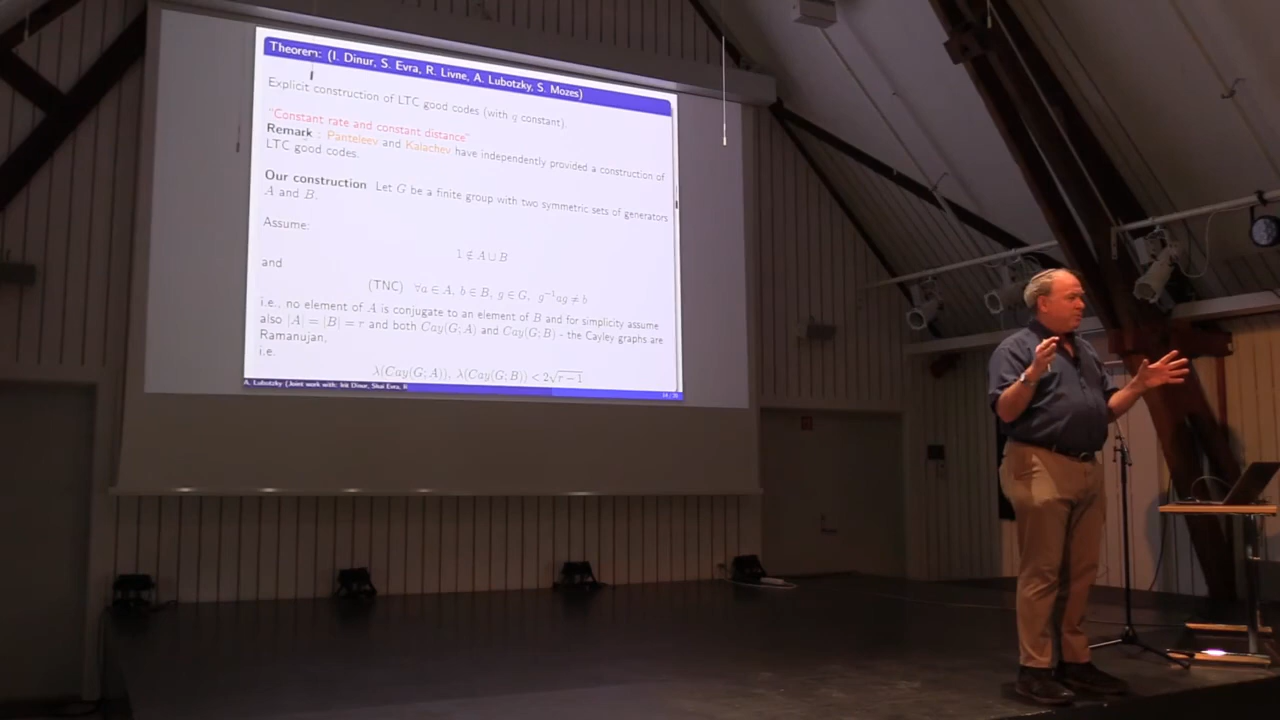 Theorem: (I. Dinur, S. Evra, R. Livne, A. Lubotzky, S. Mozes)
Explicit construction of LTC good codes (with q constant).
"Constant rate and constant distance"
Remark : Panteleev and Kalachev have independently provided a construction of
LTC good codes.
Our construction Let G be a finite group with two symmetric sets of generators
A and B.
Assume:
1 ∉ A ∪ B
and
(TNC) ∀a ∈ A, b ∈ B, g ∈ G, g⁻¹ag ≠ b
i.e., no element of A is conjugate to an element of B and for simplicity assume
also |A| = |B| = r and both Cay(G; A) and Cay(G; B) - the Cayley graphs are
Ramanujan,
i.e.
λ(Cay(G; A)), λ(Cay(G; B)) < 2√r − 1
A. Lubotzky (Joint work with: Irit Dinur, Shai Evra, R